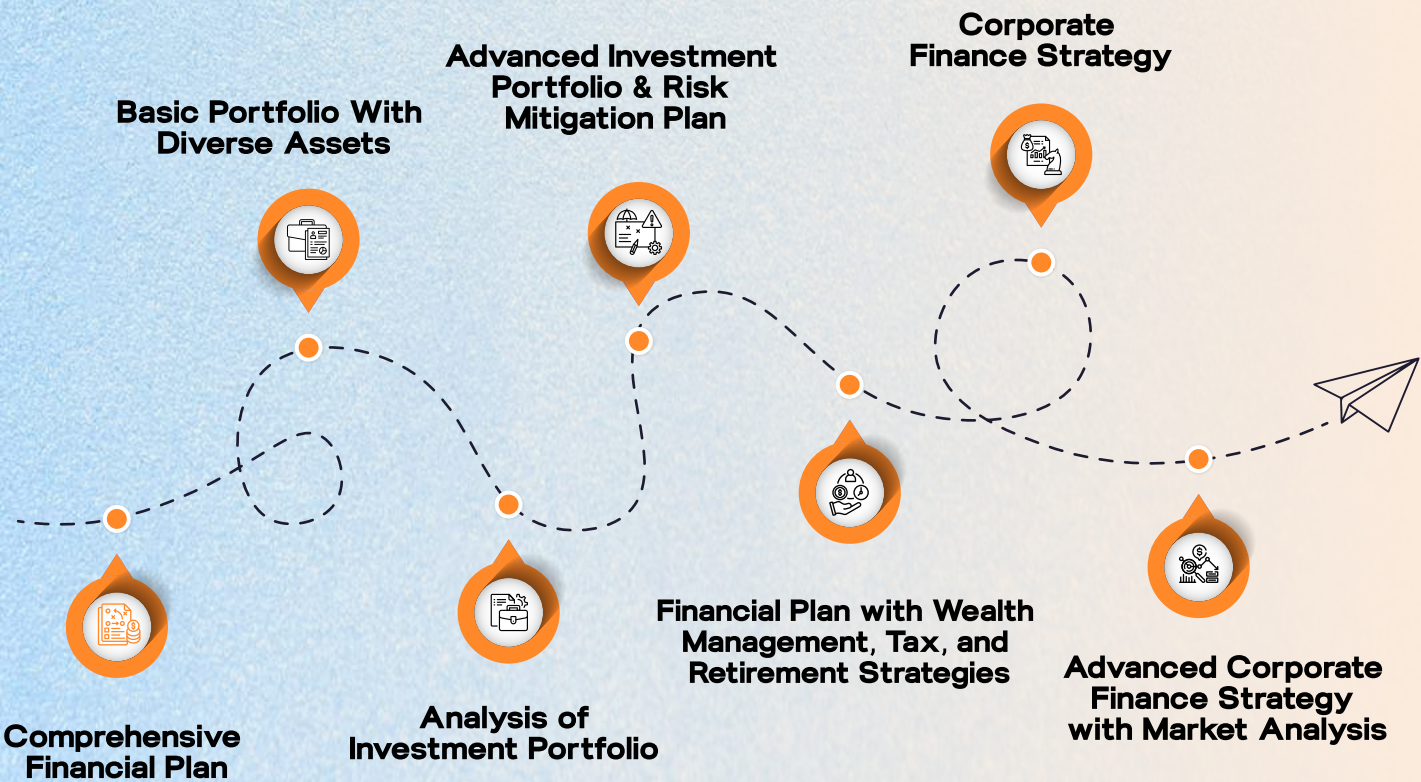 Comprehensive
Financial Plan
Basic Portfolio With
Diverse Assets
Analysis of
Investment Portfolio
Advanced Investment
Portfolio & Risk
Mitigation Plan
Financial Plan with Wealth
Management, Tax, and
Retirement Strategies
Corporate
Finance Strategy
Advanced Corporate
Finance Strategy
with Market Analysis